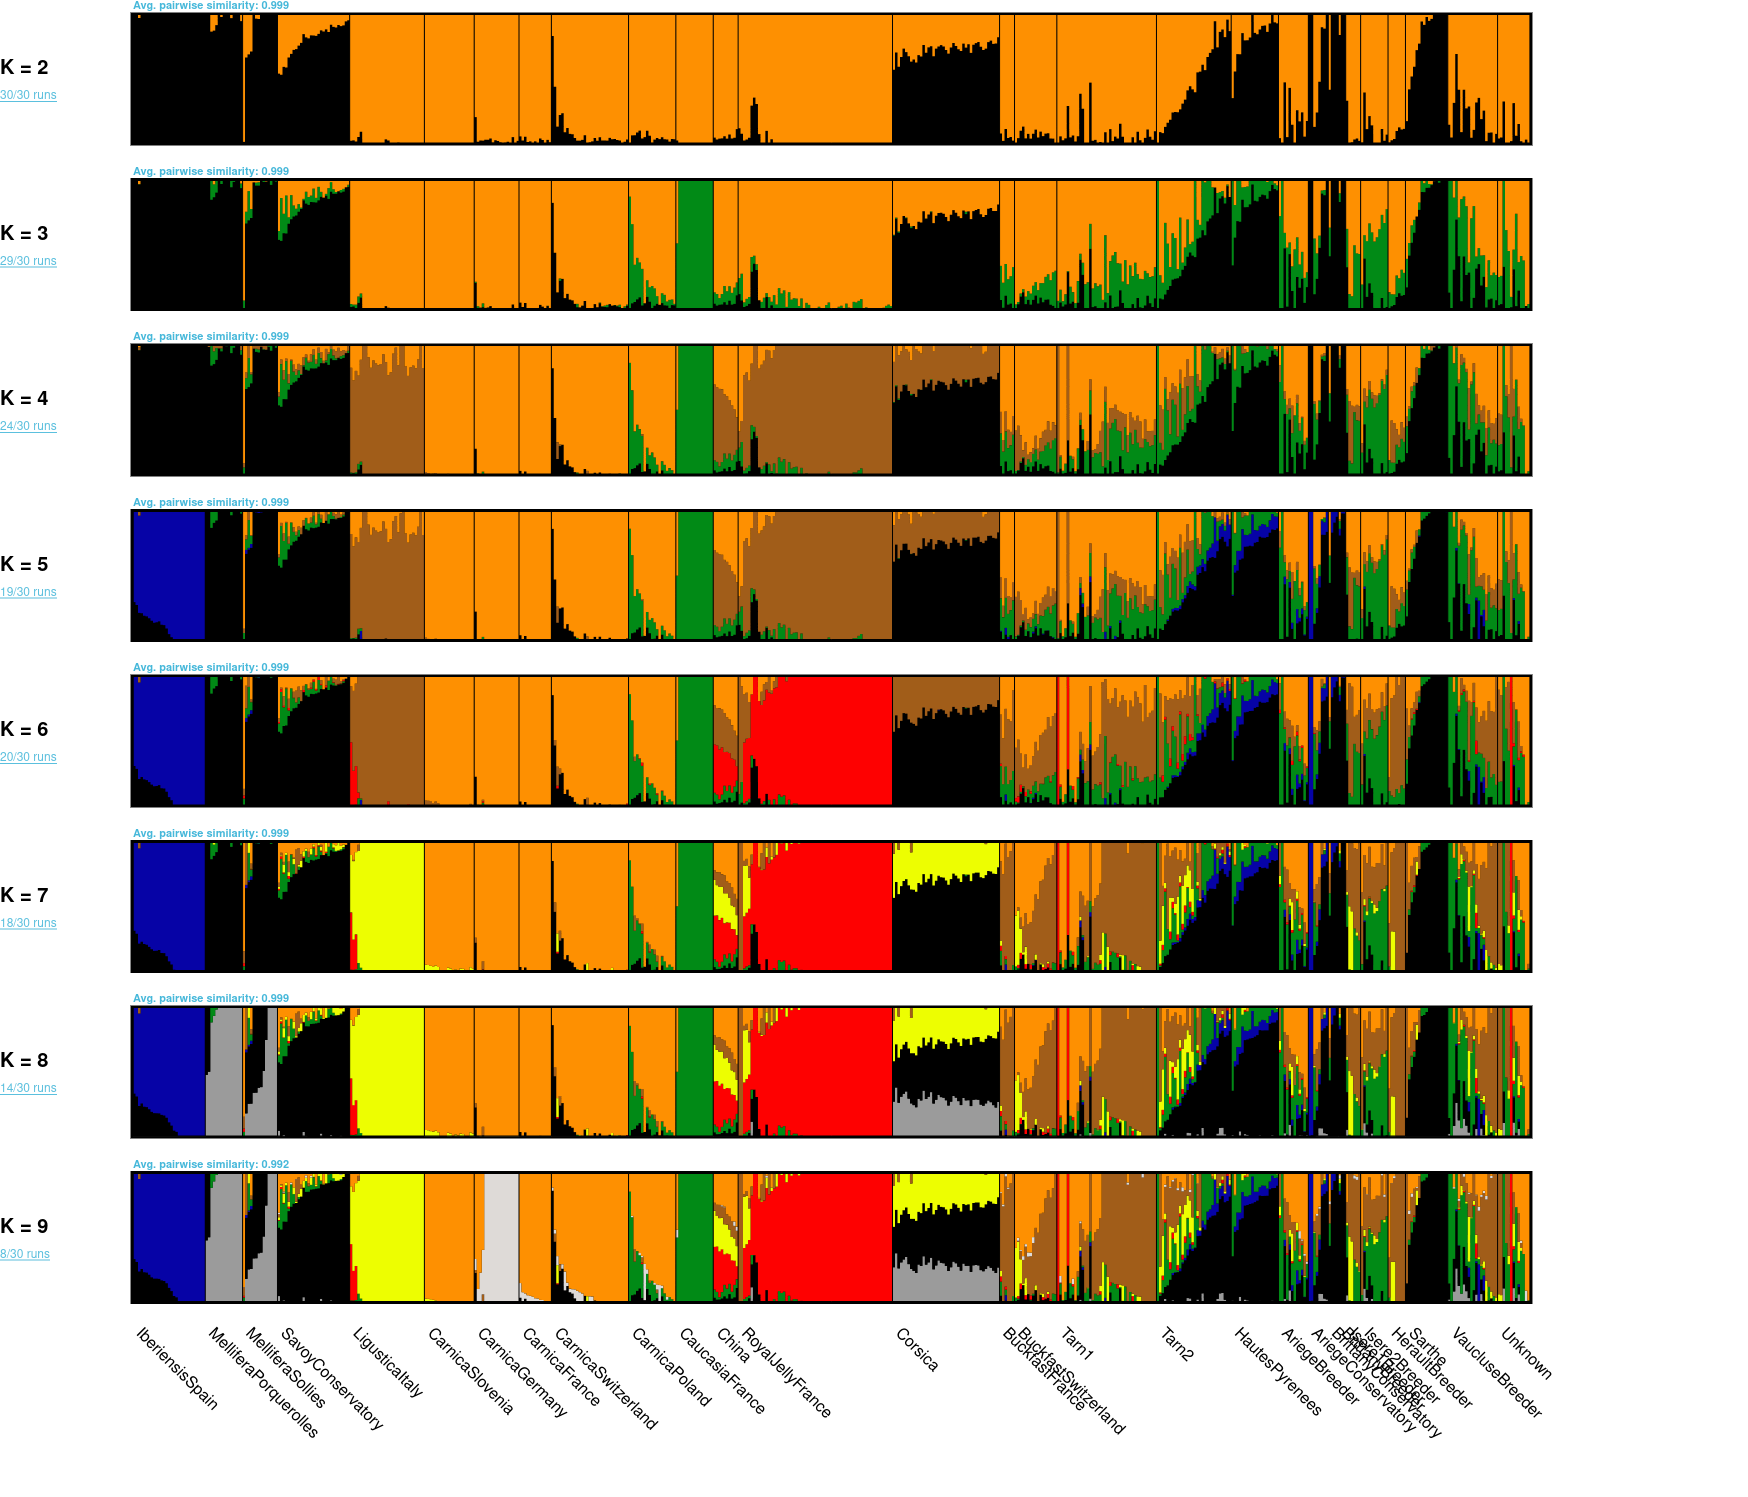 Avg. pairwise similarity: 0.999
K = 2
30/30 runs
Avg. pairwise similarity: 0.999
K = 3
29/30 runs
Avg. pairwise similarity: 0.999
K = 4
24/30 runs
Avg. pairwise similarity: 0.999
K = 5
19/30 runs
Avg. pairwise similarity: 0.999
K = 6
20/30 runs
Avg. pairwise similarity: 0.999
K = 7
18/30 runs
Avg. pairwise similarity: 0.999
K = 8
14/30 runs
Avg. pairwise similarity: 0.992
K = 9
8/30 runs
IberiensisSpain
MelliferaPorquerolles
MelliferaSollies
SavoyConservatory
LigusticaItaly
CarnicaSlovenia
CarnicaGermany
CarnicaFrance
CarnicaSwitzerland
CarnicaPoland
CaucasiaFrance
China
RoyalJellyFrance
Corsica
BuckfastFrance
BuckfastSwitzerland
Tarn1
Tarn2
HautesPyrenees
AriegeBreeder
AriegeConservatory
Isere2Breeder
HeraultBreeder
Sarthe
VaucluseBreeder
Unknown